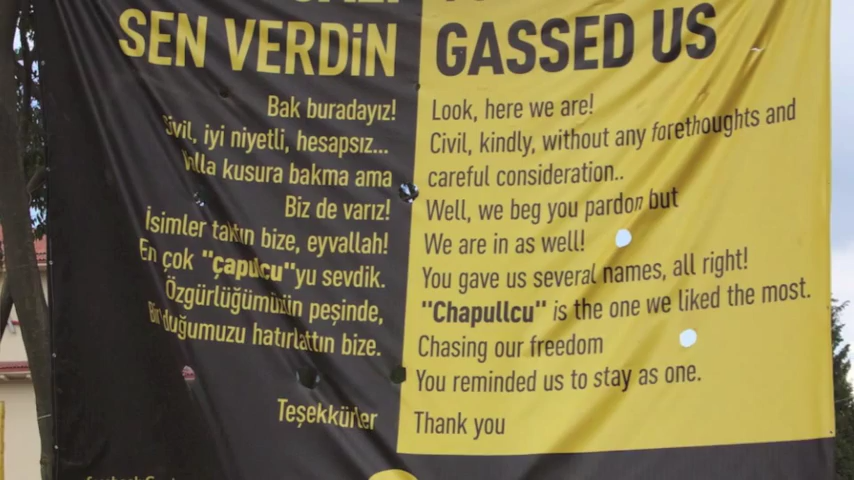 SEN VERDİN
Bak buradayız!
Sivil, iyi niyetli, hesapsız...
Valla kusura bakma ama
Biz de varız!
İsimler taktın bize, eyvallah!
En çok "çapulcu"yu sevdik.
Özgürlüğümüzün peşinde,
Bir olduğumuzu hatırlattın bize.
Teşekkürler
GASSED US
Look, here we are!
Civil, kindly, without any forethoughts and
careful consideration..
Well, we beg you pardon but
We are in as well!
You gave us several names, all right!
"Chapullcu" is the one we liked the most.
Chasing our freedom
You reminded us to stay as one.
Thank you